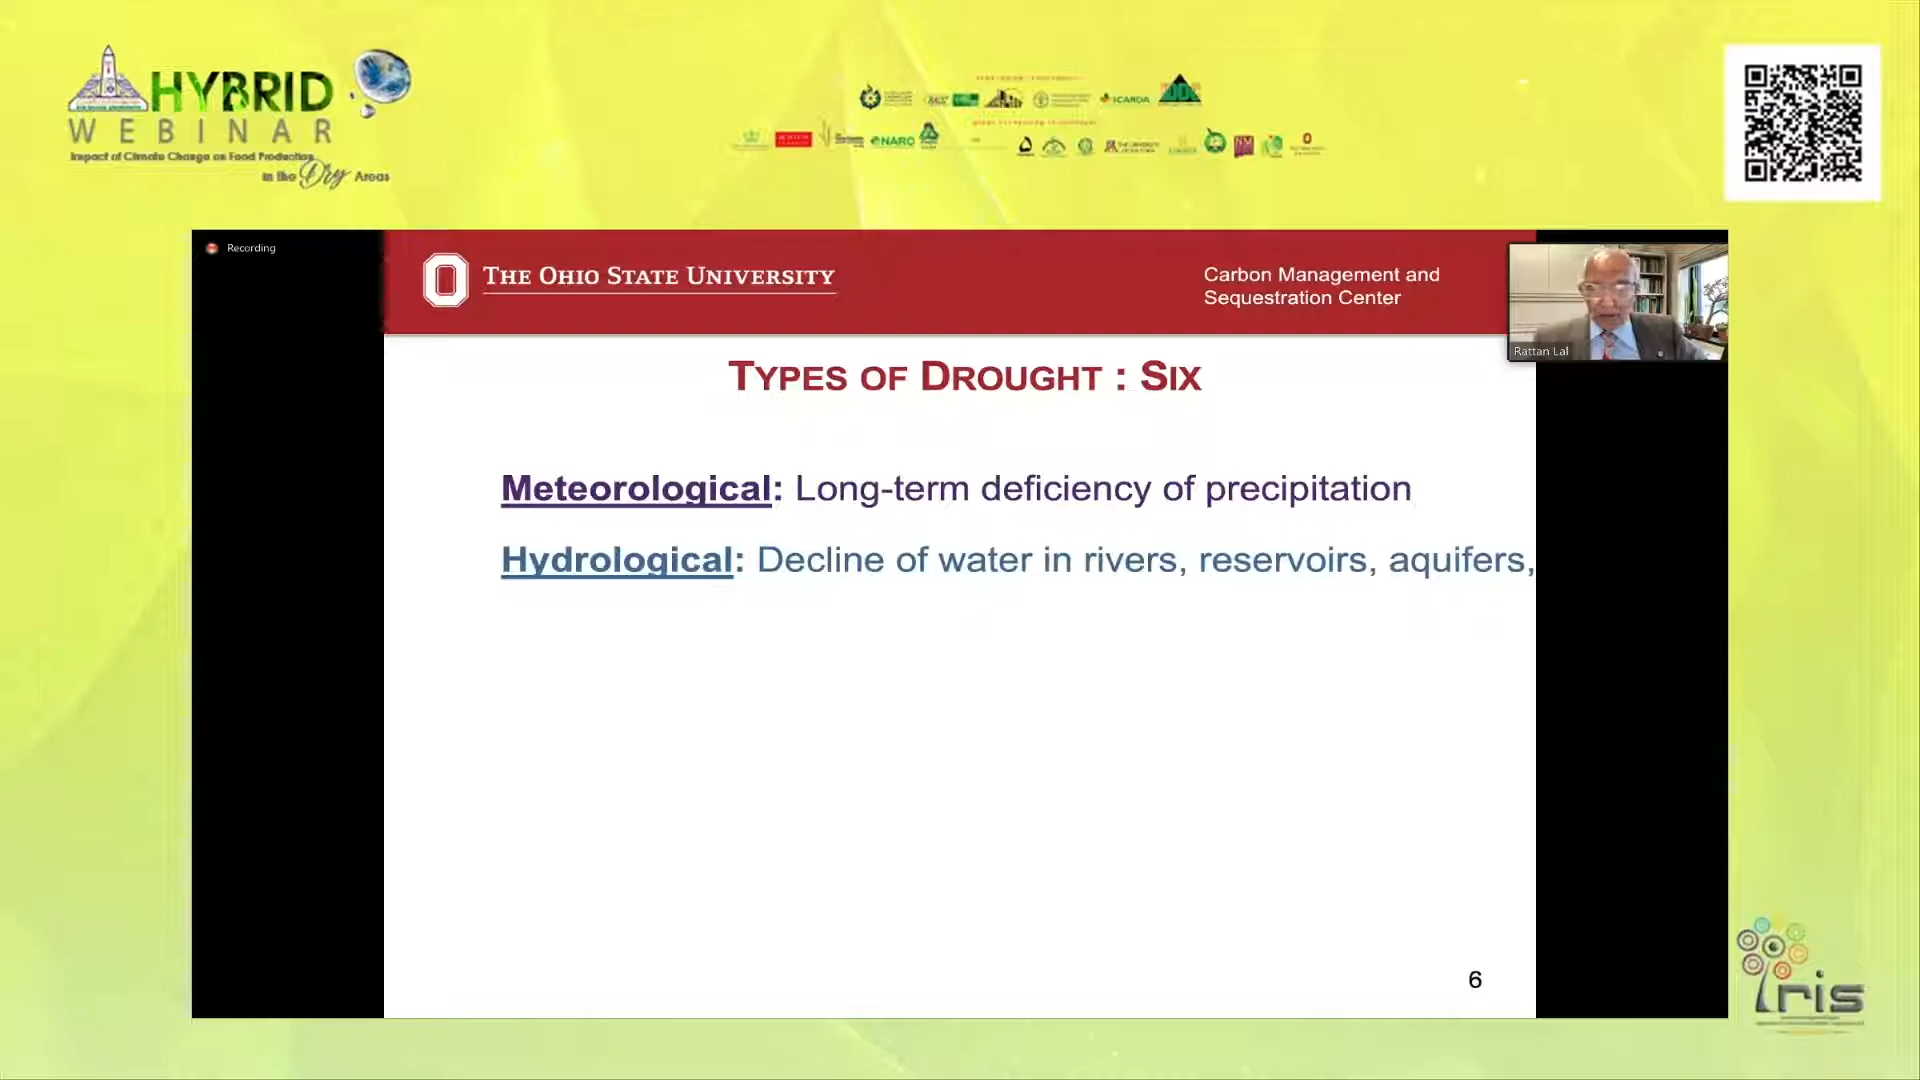 HYBRID
WEBINAR
Impact of Climate Change on Food Production
in the Dry Areas
ICARDA
NARC
Recording
THE OHIO STATE UNIVERSITY
Carbon Management and
Sequestration Center
Rattan Lal
TYPES OF DROUGHT : SIX
Meteorological: Long-term deficiency of precipitation
Hydrological: Decline of water in rivers, reservoirs, aquifers,
6
iris